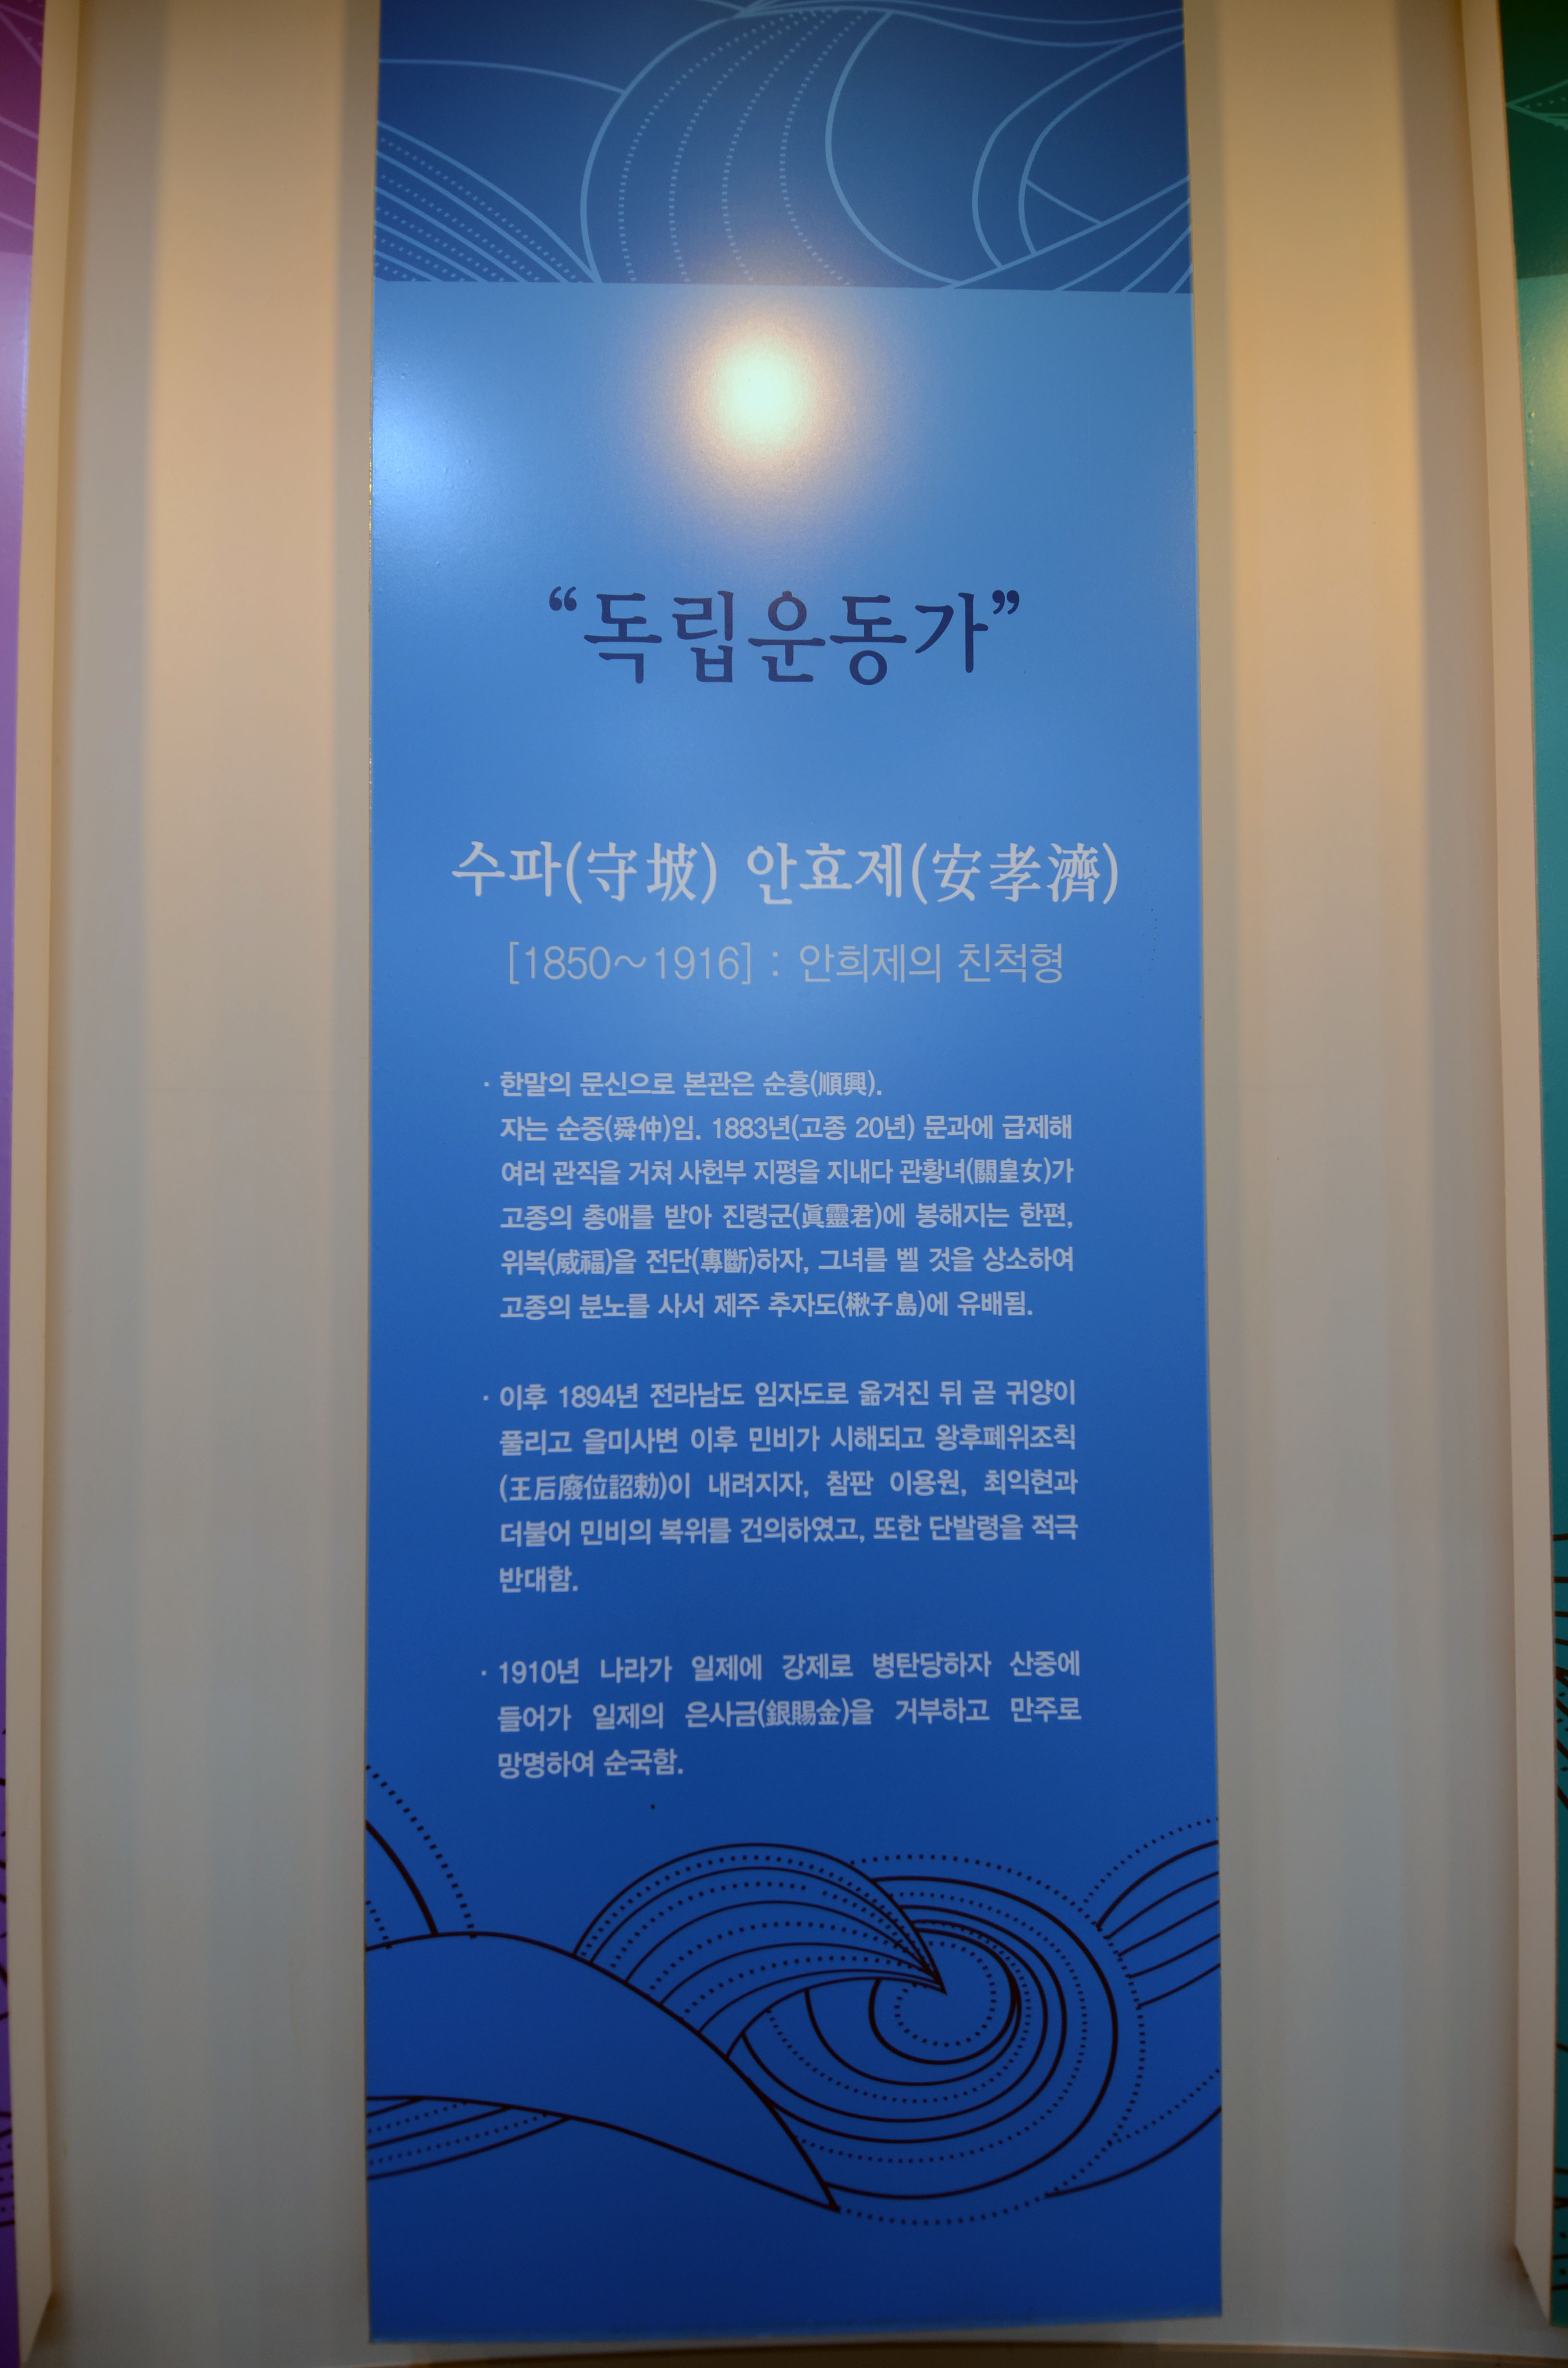 “독립운동가”
수파(守坡) 안효제(安孝濟)
[1850~1916] : 안희제의 친척형
· 한말의 문신으로 본관은 순흥(順興).
자는 순중(舜仲)임. 1883년(고종 20년) 문과에 급제해
여러 관직을 거쳐 사헌부 지평을 지내다 관황녀(關皇女)가
고종의 총애를 받아 진령군(眞靈君)에 봉해지는 한편,
위복(威福)을 전단(專斷)하자, 그녀를 벨 것을 상소하여
고종의 분노를 사서 제주 추자도(楸子島)에 유배됨.
· 이후 1894년 전라남도 임자도로 옮겨진 뒤 곧 귀양이
풀리고 을미사변 이후 민비가 시해되고 왕후폐위조칙
(王后廢位詔勅)이 내려지자, 참판 이용원, 최익현과
더불어 민비의 복위를 건의하였고, 또한 단발령을 적극
반대함.
· 1910년 나라가 일제에 강제로 병탄당하자 산중에
들어가 일제의 은사금(銀賜金)을 거부하고 만주로
망명하여 순국함.